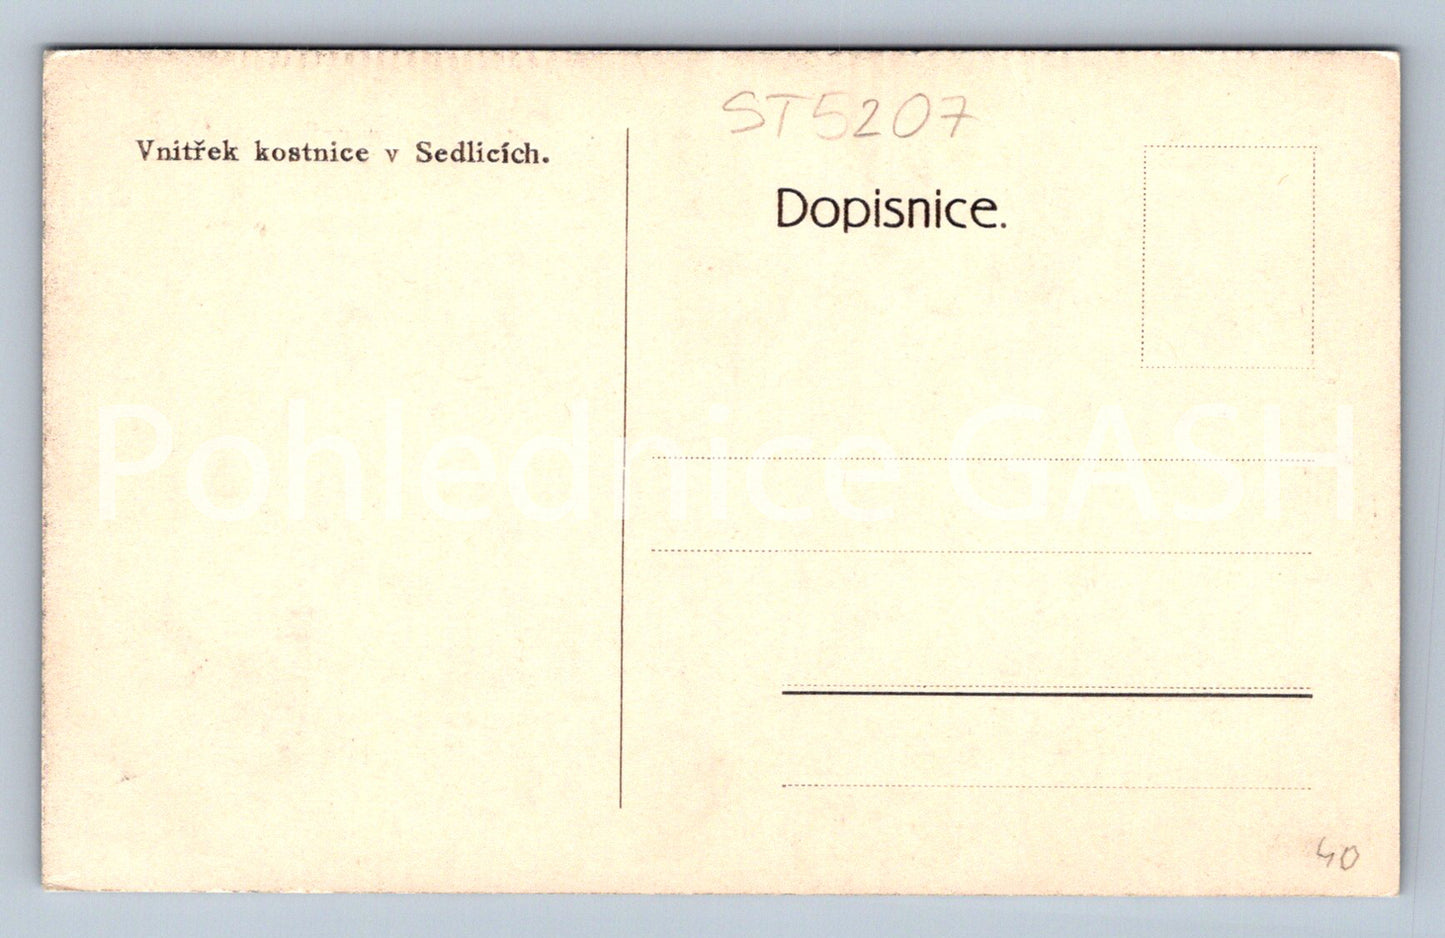 ST5207
Vnitřek kostnice v Sedlicích.
Dopisnice.
Pohlednice GASH
40